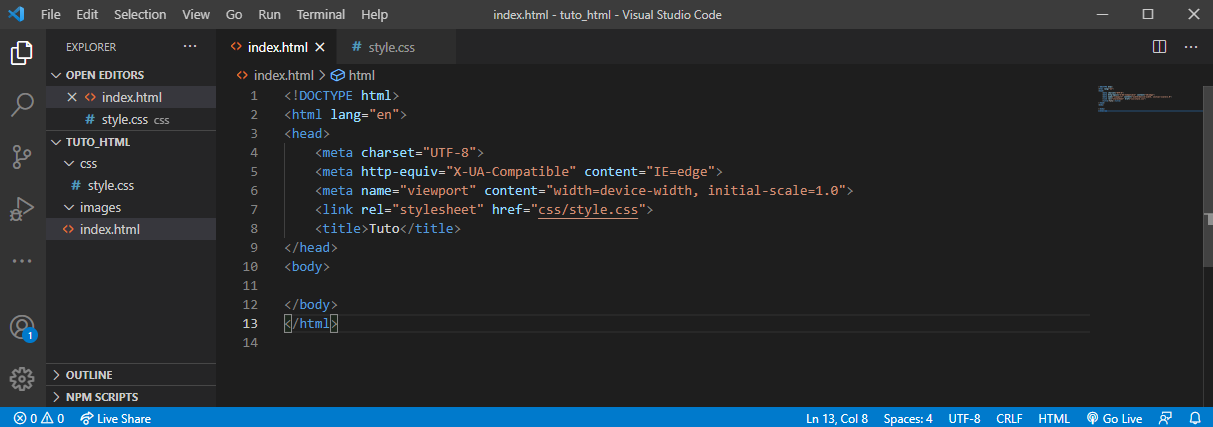 File Edit Selection View Go Run Terminal Help index.html - tuto_html - Visual Studio Code
EXPLORER
OPEN EDITORS
index.html
style.css css
TUTO_HTML
css
style.css
images
index.html
OUTLINE
NPM SCRIPTS
1
index.html
style.css
index.html > html
1 <!DOCTYPE html>
2 <html lang="en">
3 <head>
4     <meta charset="UTF-8">
5     <meta http-equiv="X-UA-Compatible" content="IE=edge">
6     <meta name="viewport" content="width=device-width, initial-scale=1.0">
7     <link rel="stylesheet" href="css/style.css">
8     <title>Tuto</title>
9 </head>
10 <body>
11
12 </body>
13 </html>
14
0 0 Live Share Ln 13, Col 8 Spaces: 4 UTF-8 CRLF HTML Go Live